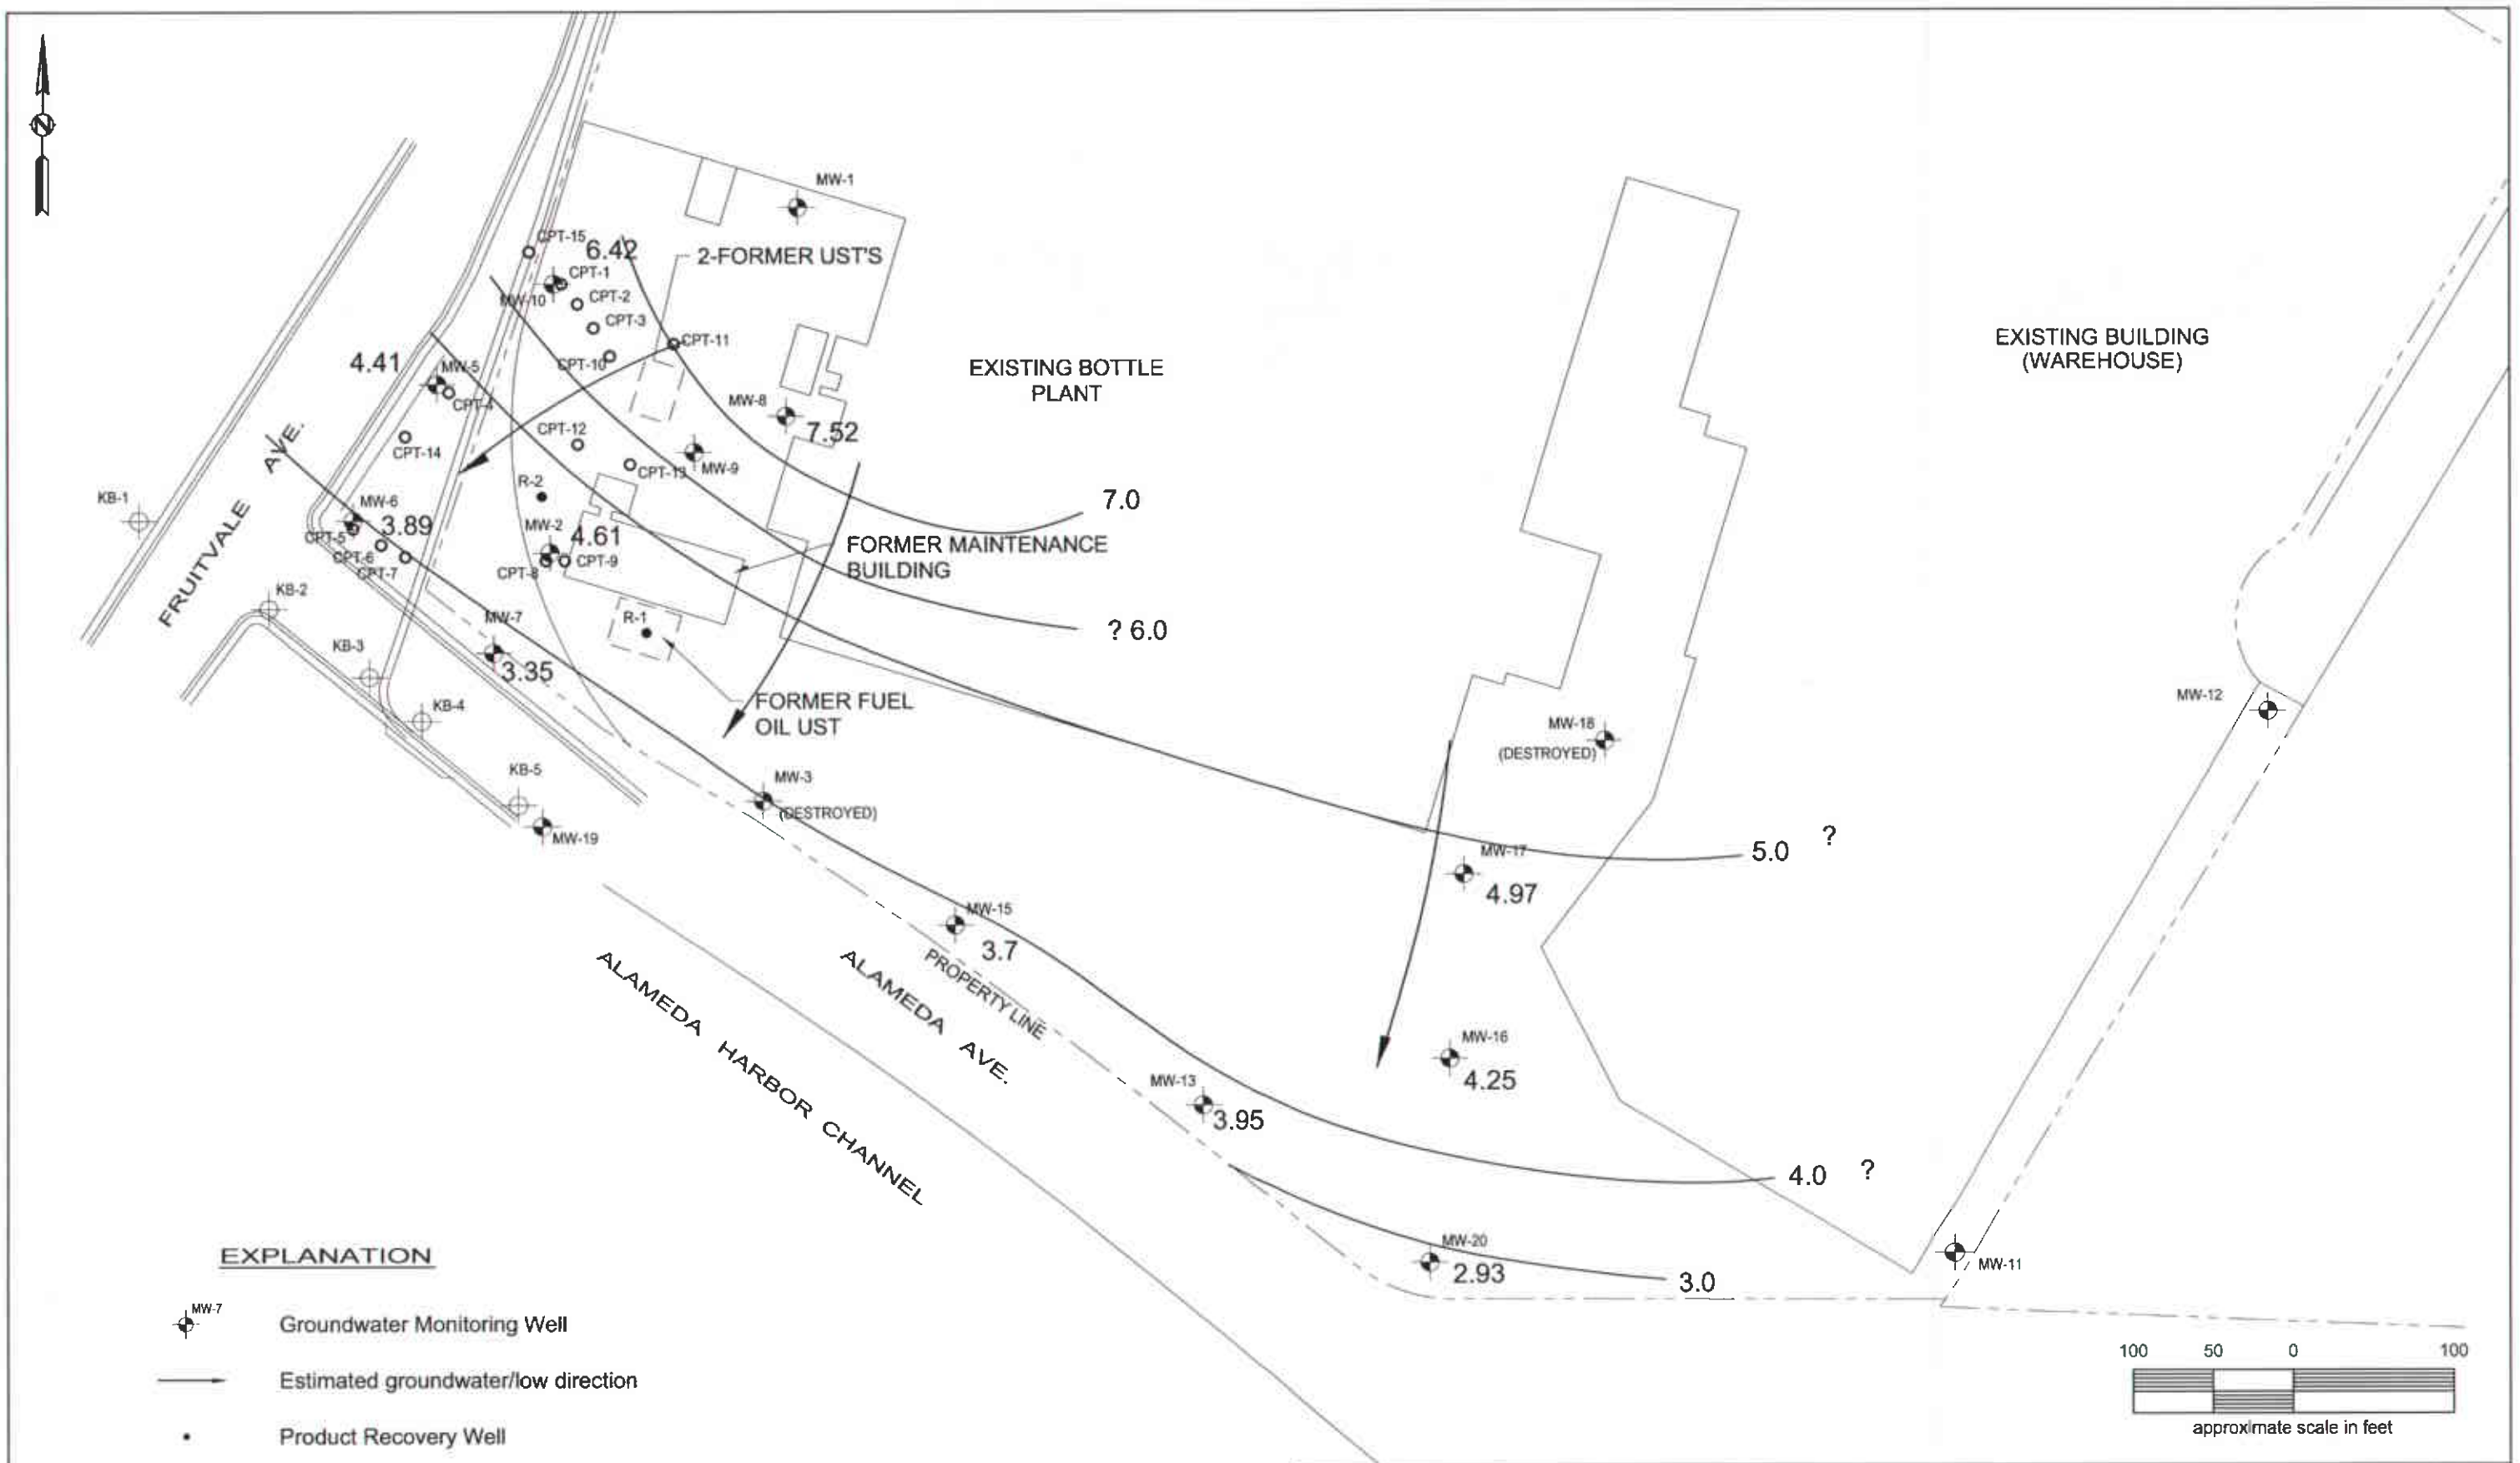 N
MW-1
CPT-15
6.42
2-FORMER UST'S
CPT-1
MW-10
CPT-2
CPT-3
CPT-11
CPT-10
4.41
MW-5
CPT-4
EXISTING BOTTLE
PLANT
EXISTING BUILDING
(WAREHOUSE)
MW-8
7.52
CPT-12
CPT-14
CPT-13
MW-9
FRUITVALE AVE.
KB-1
MW-6
3.89
CPT-5
CPT-6
CPT-7
R-2
MW-2
4.61
CPT-8
CPT-9
7.0
FORMER MAINTENANCE
BUILDING
KB-2
MW-7
3.35
R-1
? 6.0
KB-3
KB-4
FORMER FUEL
OIL UST
MW-12
MW-18
(DESTROYED)
KB-5
MW-3
(DESTROYED)
MW-19
5.0 ?
MW-17
4.97
MW-15
3.7
PROPERTY LINE
ALAMEDA AVE.
ALAMEDA HARBOR CHANNEL
MW-16
4.25
MW-13
3.95
4.0 ?
MW-20
2.93
3.0
MW-11
EXPLANATION
MW-7
Groundwater Monitoring Well
Estimated groundwater/low direction
Product Recovery Well
100 50 0 100
approximate scale in feet